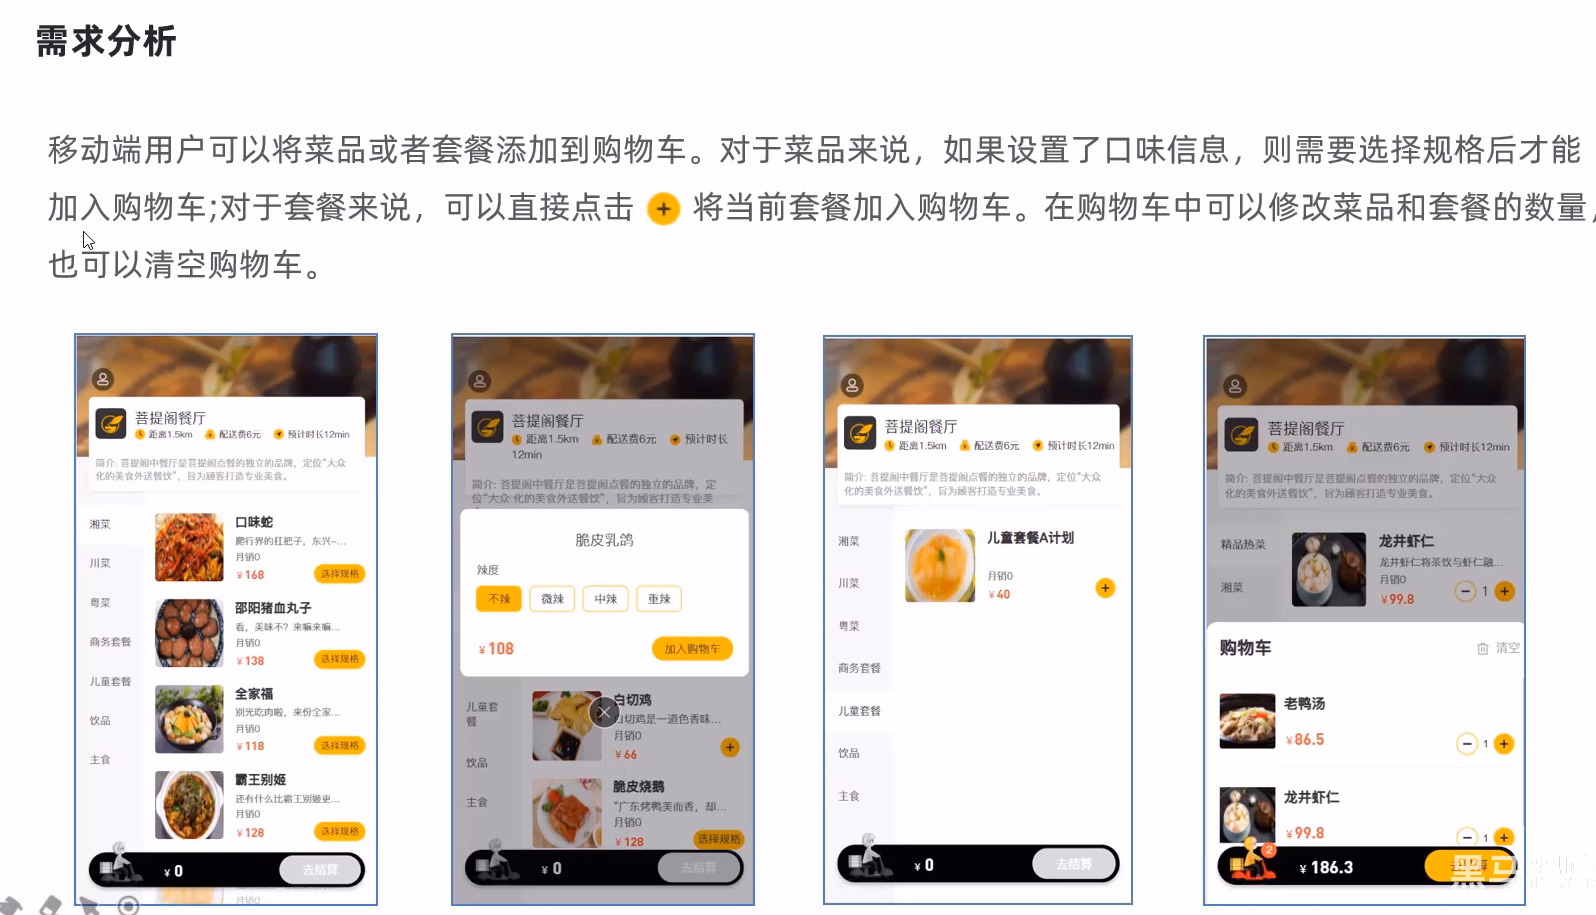 需求分析
移动端用户可以将菜品或者套餐添加到购物车。对于菜品来说，如果设置了口味信息，则需要选择规格后才能
加入购物车;对于套餐来说，可以直接点击 + 将当前套餐加入购物车。在购物车中可以修改菜品和套餐的数量，
也可以清空购物车。
菩提阁餐厅
距离1.5km 配送费6元 预计时长12min
简介: 菩提阁中餐厅是菩提阁点餐的独立的品牌，定位“大众
化的美食外送餐饮”，旨为顾客打造专业美食。
湘菜
川菜
粤菜
商务套餐
儿童套餐
饮品
主食
口味蛇
爬行界的扛把子，东兴-...
月销0
¥168
选择规格
邵阳猪血丸子
看，美味不？来嘛来嘛...
月销0
¥138
选择规格
全家福
别光吃肉啦，来份全家...
月销0
¥118
选择规格
霸王别姬
还有什么比霸王别姬更...
月销0
¥128
选择规格
¥0
去结算
月销0
菩提阁餐厅
距离1.5km 配送费6元 预计时长
12min
简介: 菩提阁中餐厅是菩提阁点餐的独立的品牌，定
位“大众 化的美食外送餐饮”，旨为顾客打造专业美
脆皮乳鸽
辣度
不辣 微辣 中辣 重辣
¥108
加入购物车
儿童套
餐
饮品
主食
白切鸡
白切鸡是一道色香味...
月销0
¥66
+
脆皮烧鹅
“广东烤鸭美而香，却...
月销0
¥128
选择规格
¥0
去结算
菩提阁餐厅
距离1.5km 配送费6元 预计时长12min
简介: 菩提阁中餐厅是菩提阁点餐的独立的品牌，定位“大众
化的美食外送餐饮”，旨为顾客打造专业美食。
湘菜
川菜
粤菜
商务套餐
儿童套餐
饮品
主食
儿童套餐A计划
月销0
¥40
+
¥0
去结算
菩提阁餐厅
距离1.5km 配送费6元 预计时长12min
简介: 菩提阁中餐厅是菩提阁点餐的独立的品牌，定位“大众
化的美食外送餐饮”，旨为顾客打造专业美食。
精品热菜
湘菜
龙井虾仁
龙井虾仁将茶饮与虾仁融...
月销0
¥99.8
− 1 +
购物车
清空
老鸭汤
¥86.5
− 1 +
龙井虾仁
¥99.8
− 1 +
2
¥186.3
黑马